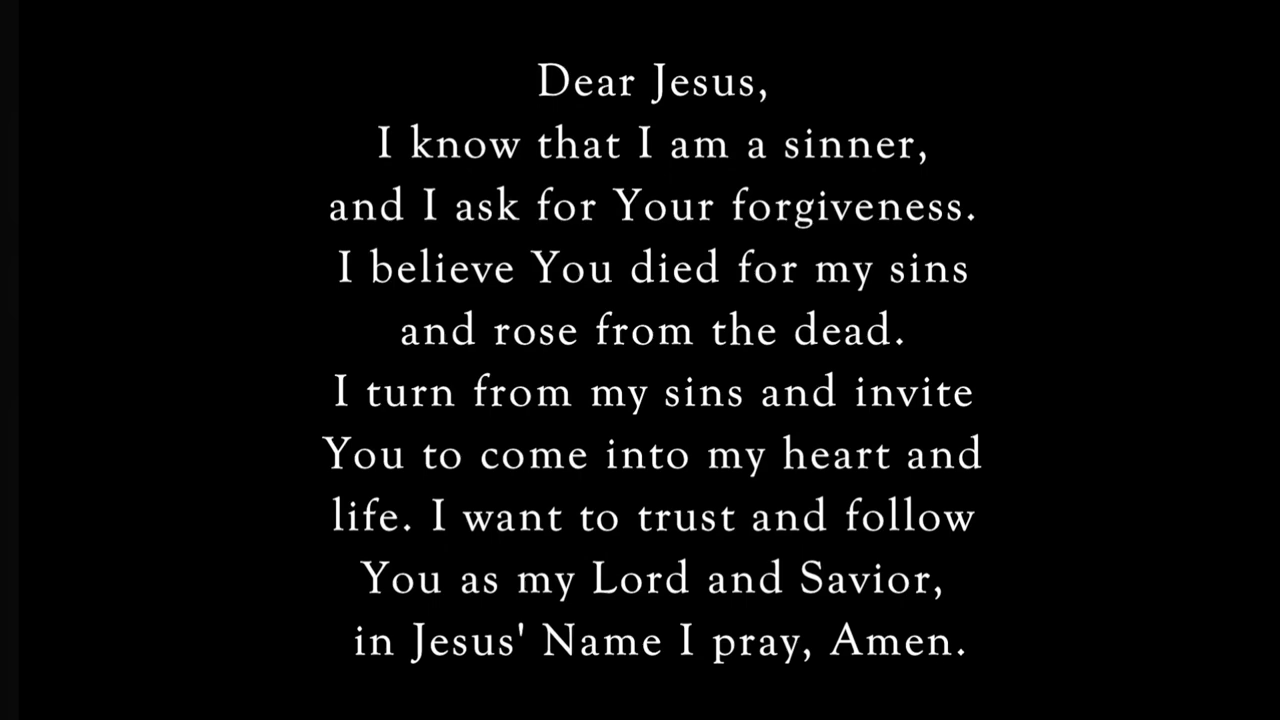 Dear Jesus,
I know that I am a sinner,
and I ask for Your forgiveness.
I believe You died for my sins
and rose from the dead.
I turn from my sins and invite
You to come into my heart and
life. I want to trust and follow
You as my Lord and Savior,
in Jesus' Name I pray, Amen.